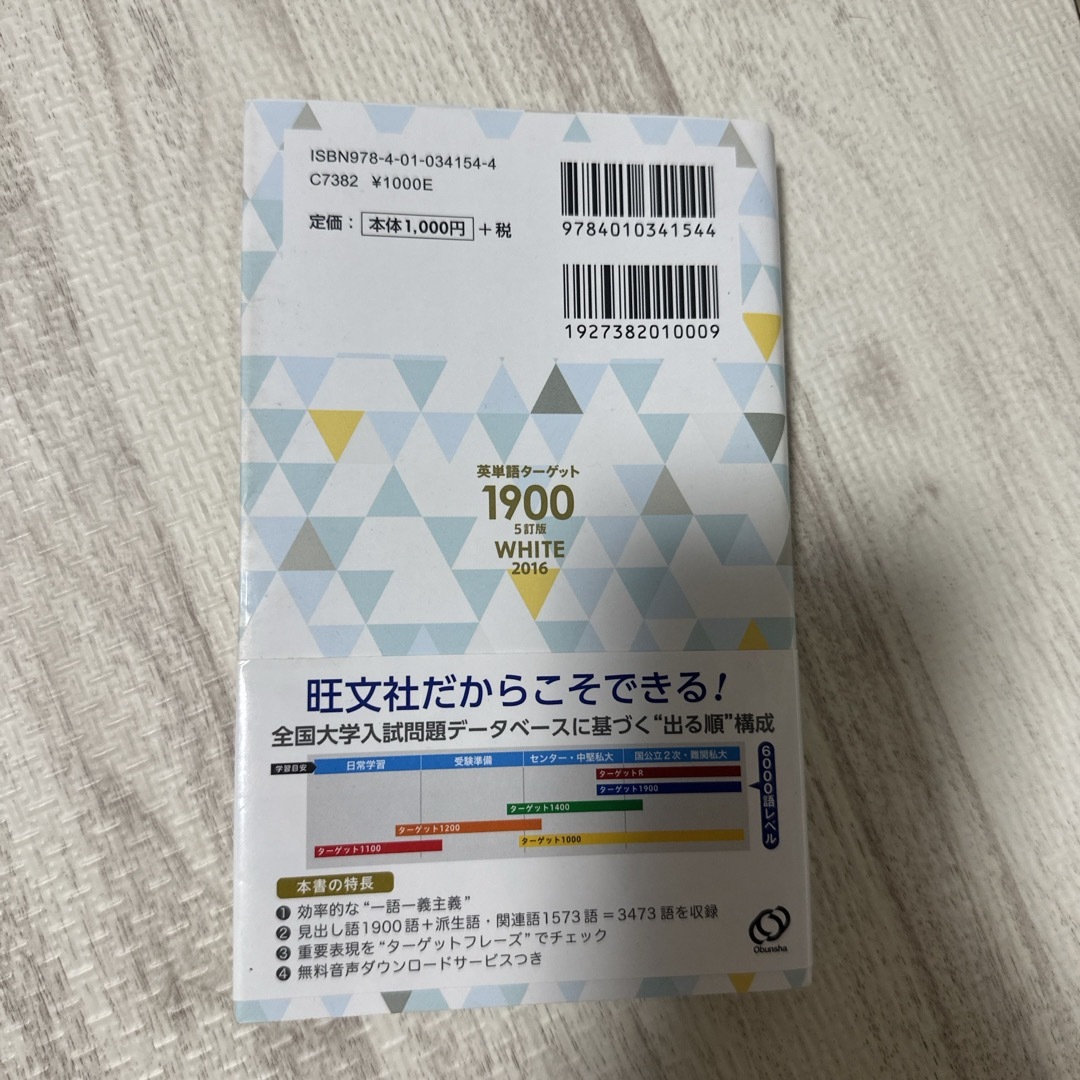 ISBN978-4-01-034154-4
C7382 ¥1000E
定価： 本体1,000円 ＋税
9784010341544
1927382010009
英単語ターゲット
1900
5訂版
WHITE
2016
旺文社だからこそできる！
全国大学入試問題データベースに基づく“出る順”構成
学習目安 日常学習 受験準備 センター・中堅私大 国公立2次・難関私大
ターゲットR
ターゲット1900
ターゲット1400
ターゲット1200
ターゲット1000
ターゲット1100
6000語レベル
本書の特長
❶ 効率的な“一語一義主義”
❷ 見出し語1900語＋派生語・関連語1573語＝3473語を収録
❸ 重要表現を“ターゲットフレーズ”でチェック
❹ 無料音声ダウンロードサービスつき
Obunsha